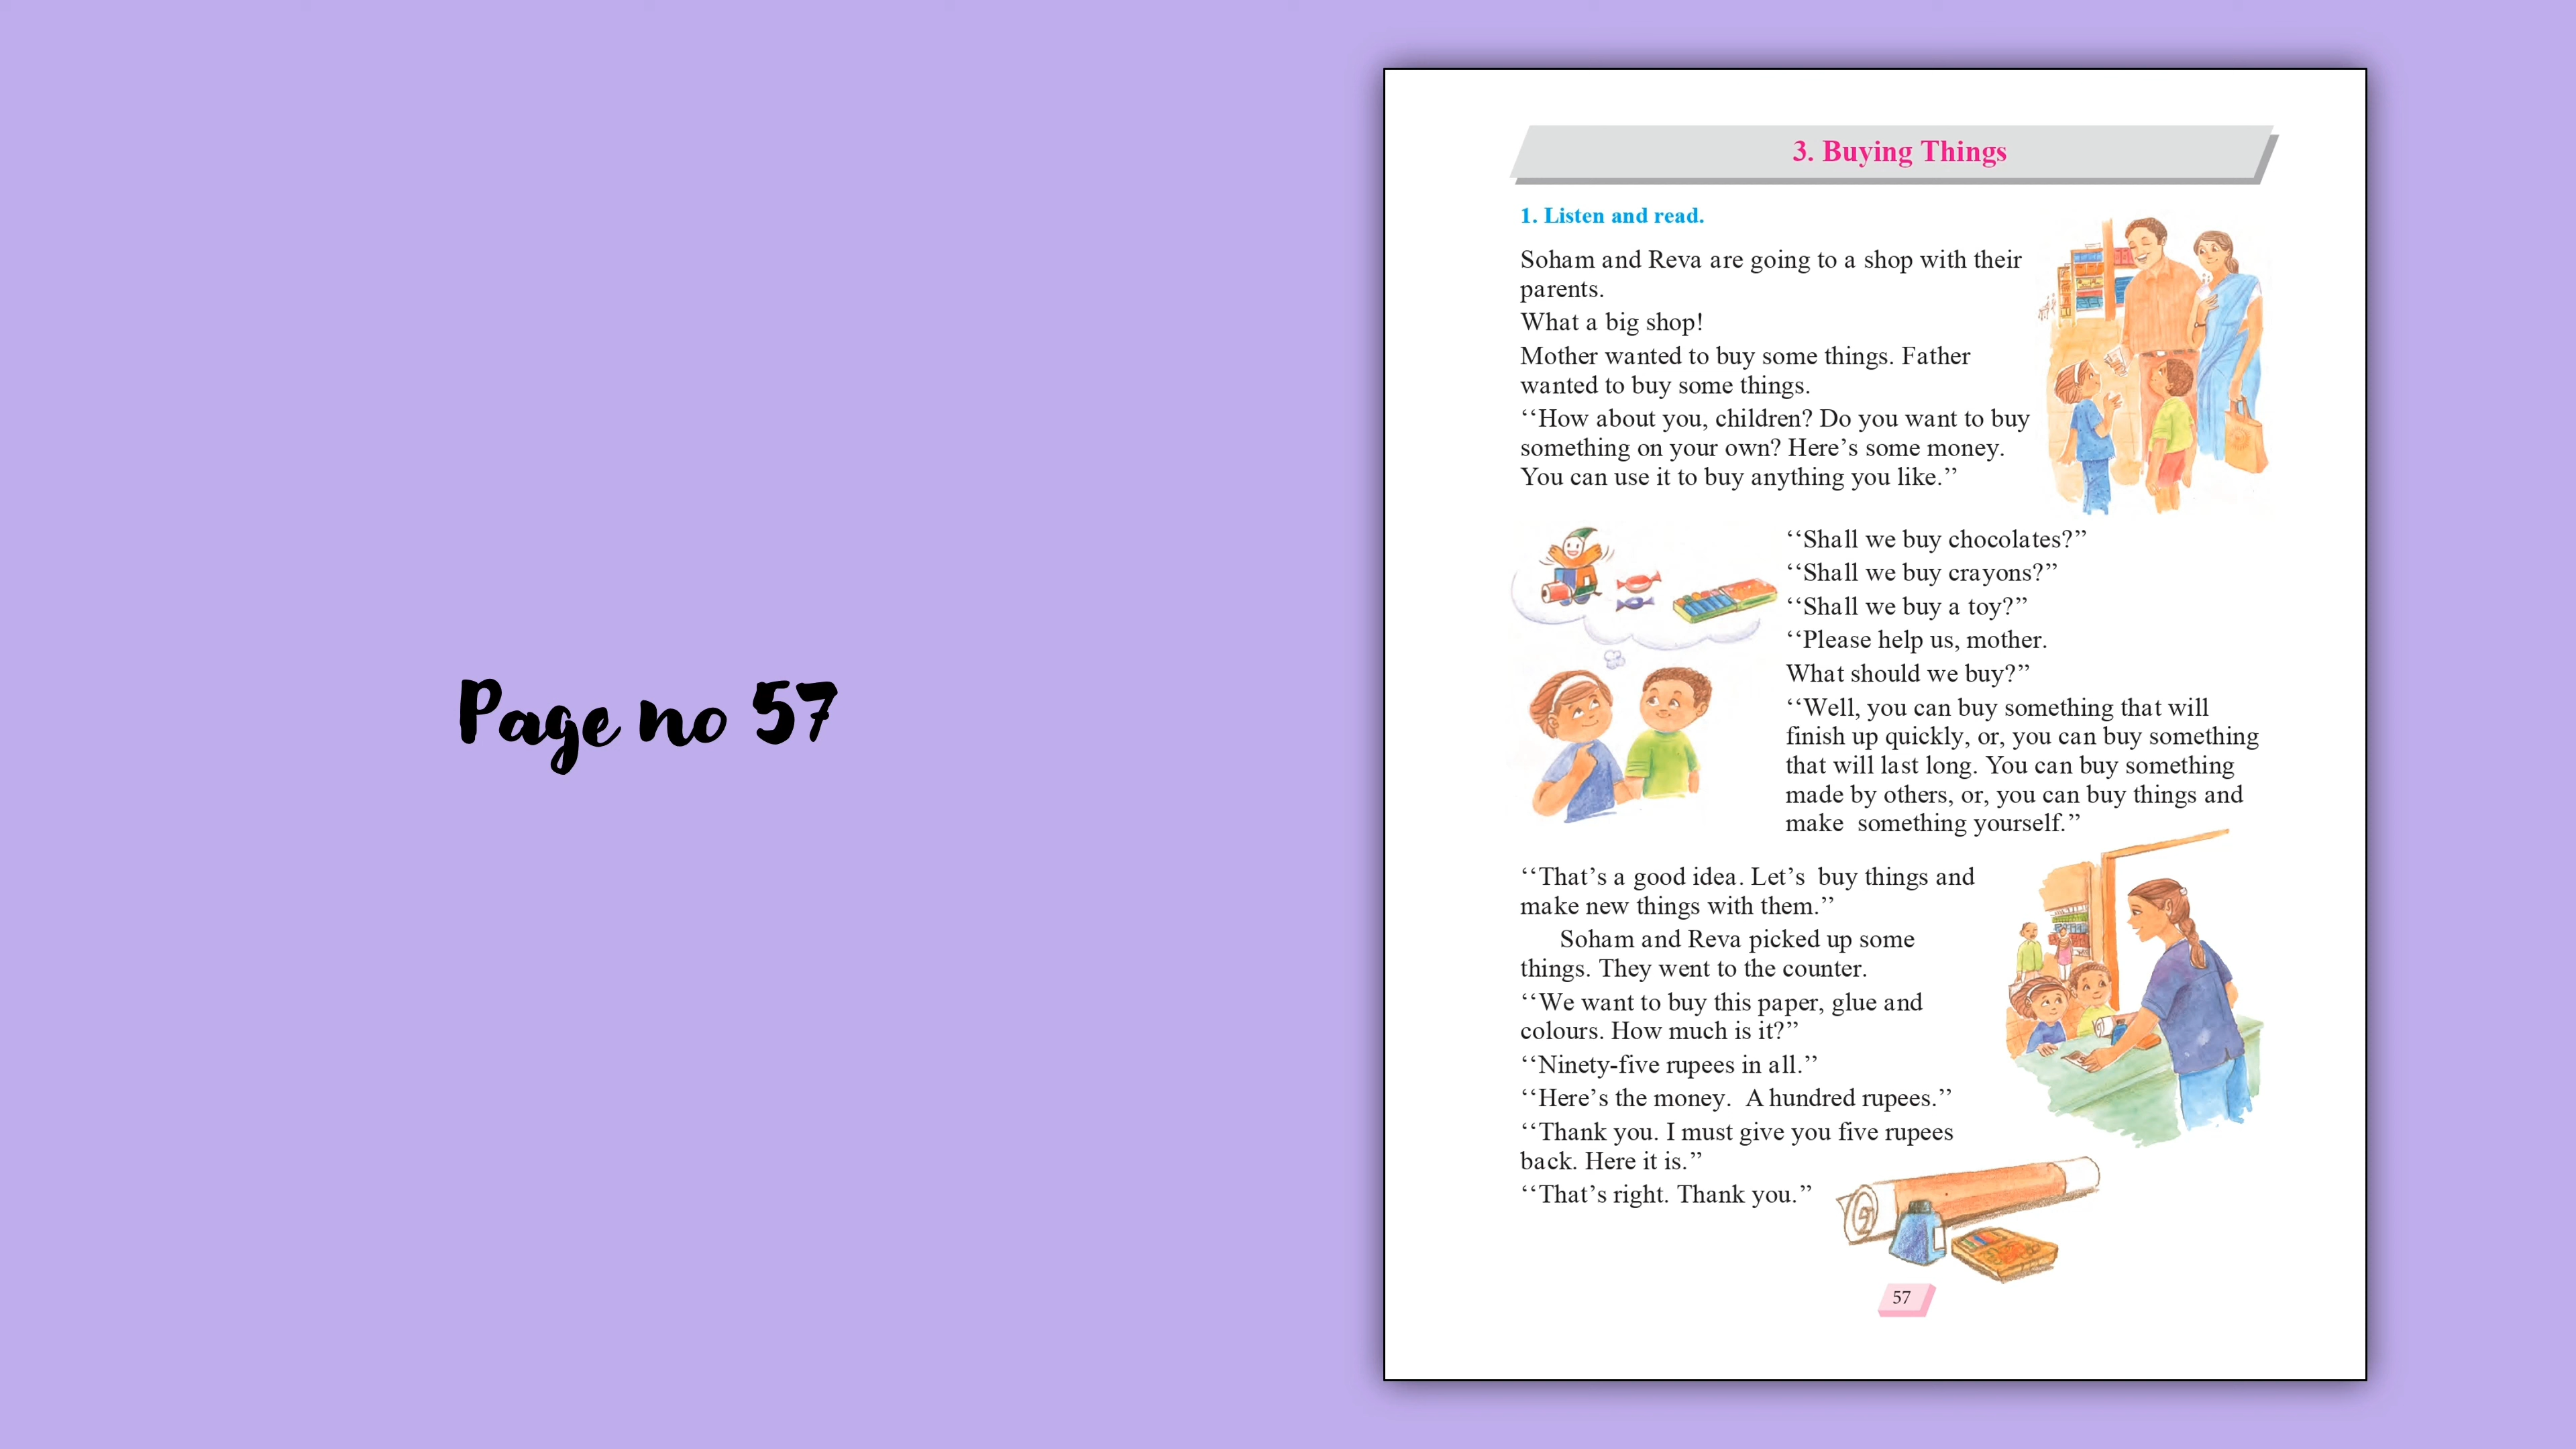 Page no 57
3. Buying Things
1. Listen and read.
Soham and Reva are going to a shop with their
parents.
What a big shop!
Mother wanted to buy some things. Father
wanted to buy some things.
‘‘How about you, children? Do you want to buy
something on your own? Here’s some money.
You can use it to buy anything you like.’’
‘‘Shall we buy chocolates?’’
‘‘Shall we buy crayons?’’
‘‘Shall we buy a toy?’’
‘‘Please help us, mother.
What should we buy?’’
‘‘Well, you can buy something that will
finish up quickly, or, you can buy something
that will last long. You can buy something
made by others, or, you can buy things and
make something yourself.’’
‘‘That’s a good idea. Let’s buy things and
make new things with them.’’
Soham and Reva picked up some
things. They went to the counter.
‘‘We want to buy this paper, glue and
colours. How much is it?’’
‘‘Ninety-five rupees in all.’’
‘‘Here’s the money. A hundred rupees.’’
‘‘Thank you. I must give you five rupees
back. Here it is.’’
‘‘That’s right. Thank you.’’
57